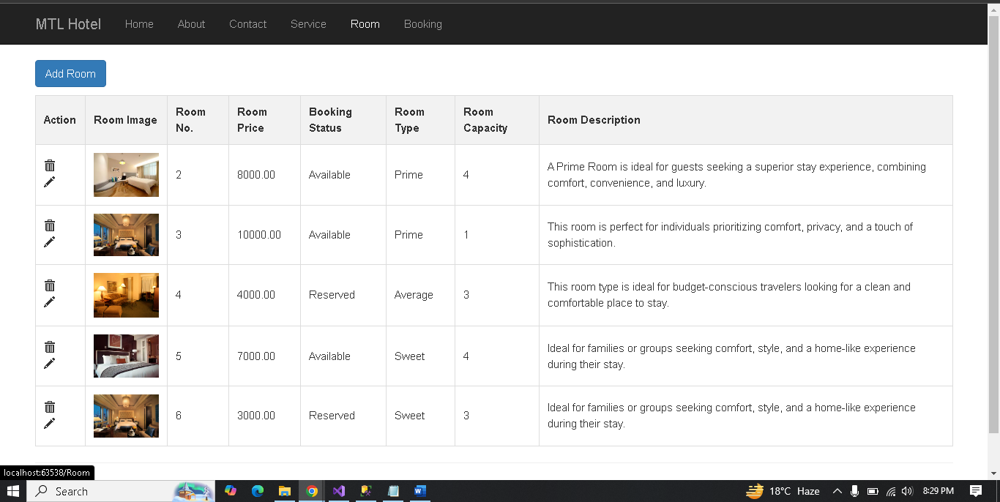 MTL Hotel Home About Contact Service Room Booking
Add Room
Action Room Image Room No. Room Price Booking Status Room Type Room Capacity Room Description
2 8000.00 Available Prime 4 A Prime Room is ideal for guests seeking a superior stay experience, combining
comfort, convenience, and luxury.
3 10000.00 Available Prime 1 This room is perfect for individuals prioritizing comfort, privacy, and a touch of
sophistication.
4 4000.00 Reserved Average 3 This room type is ideal for budget-conscious travelers looking for a clean and
comfortable place to stay.
5 7000.00 Available Sweet 4 Ideal for families or groups seeking comfort, style, and a home-like experience
during their stay.
6 3000.00 Reserved Sweet 3 Ideal for families or groups seeking comfort, style, and a home-like experience
during their stay.
localhost:63538/Room
Search 18°C Haze 8:29 PM